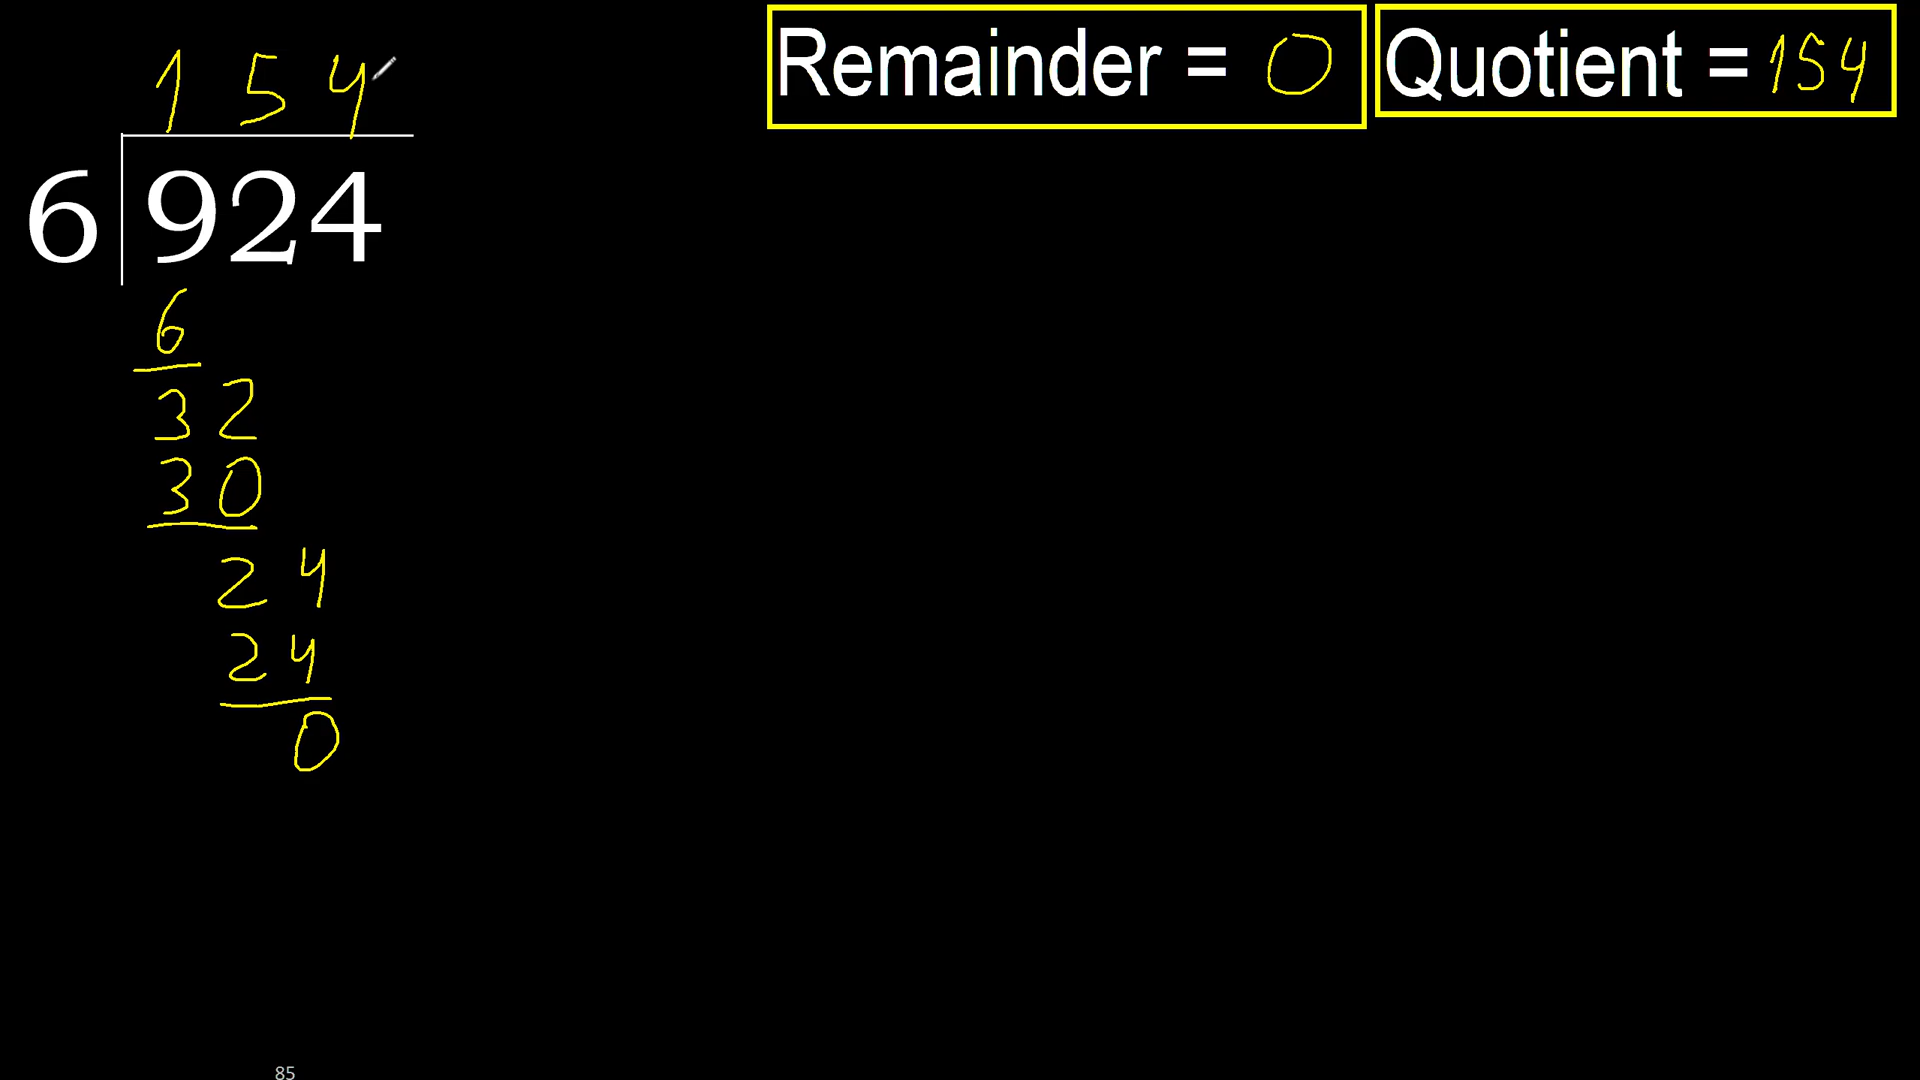 1 5 4
Remainder = 0
Quotient = 154
6 924
6
32
30
24
24
0
85